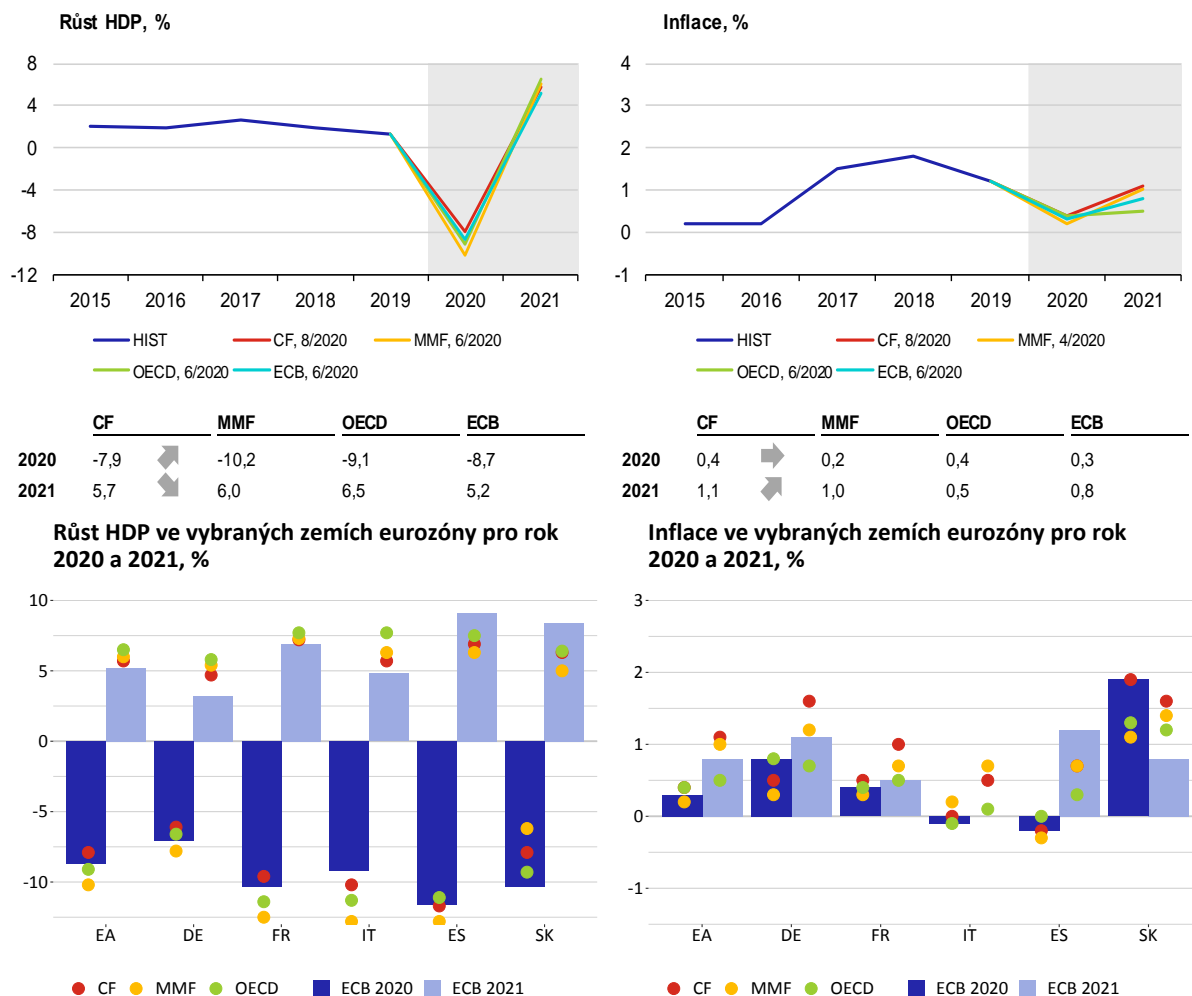 Růst HDP, %
8
4
0
-4
-8
-12
2015 2016 2017 2018 2019 2020 2021
HIST CF, 8/2020 MMF, 6/2020
OECD, 6/2020 ECB, 6/2020
CF MMF OECD ECB
2020 -7,9 -10,2 -9,1 -8,7
2021 5,7 6,0 6,5 5,2
Inflace, %
4
3
2
1
0
-1
2015 2016 2017 2018 2019 2020 2021
HIST CF, 8/2020 MMF, 4/2020
OECD, 6/2020 ECB, 6/2020
CF MMF OECD ECB
2020 0,4 0,2 0,4 0,3
2021 1,1 1,0 0,5 0,8
Růst HDP ve vybraných zemích eurozóny pro rok
2020 a 2021, %
10
5
0
-5
-10
EA DE FR IT ES SK
CF MMF OECD ECB 2020 ECB 2021
Inflace ve vybraných zemích eurozóny pro rok
2020 a 2021, %
3
2
1
0
-1
EA DE FR IT ES SK
CF MMF OECD ECB 2020 ECB 2021